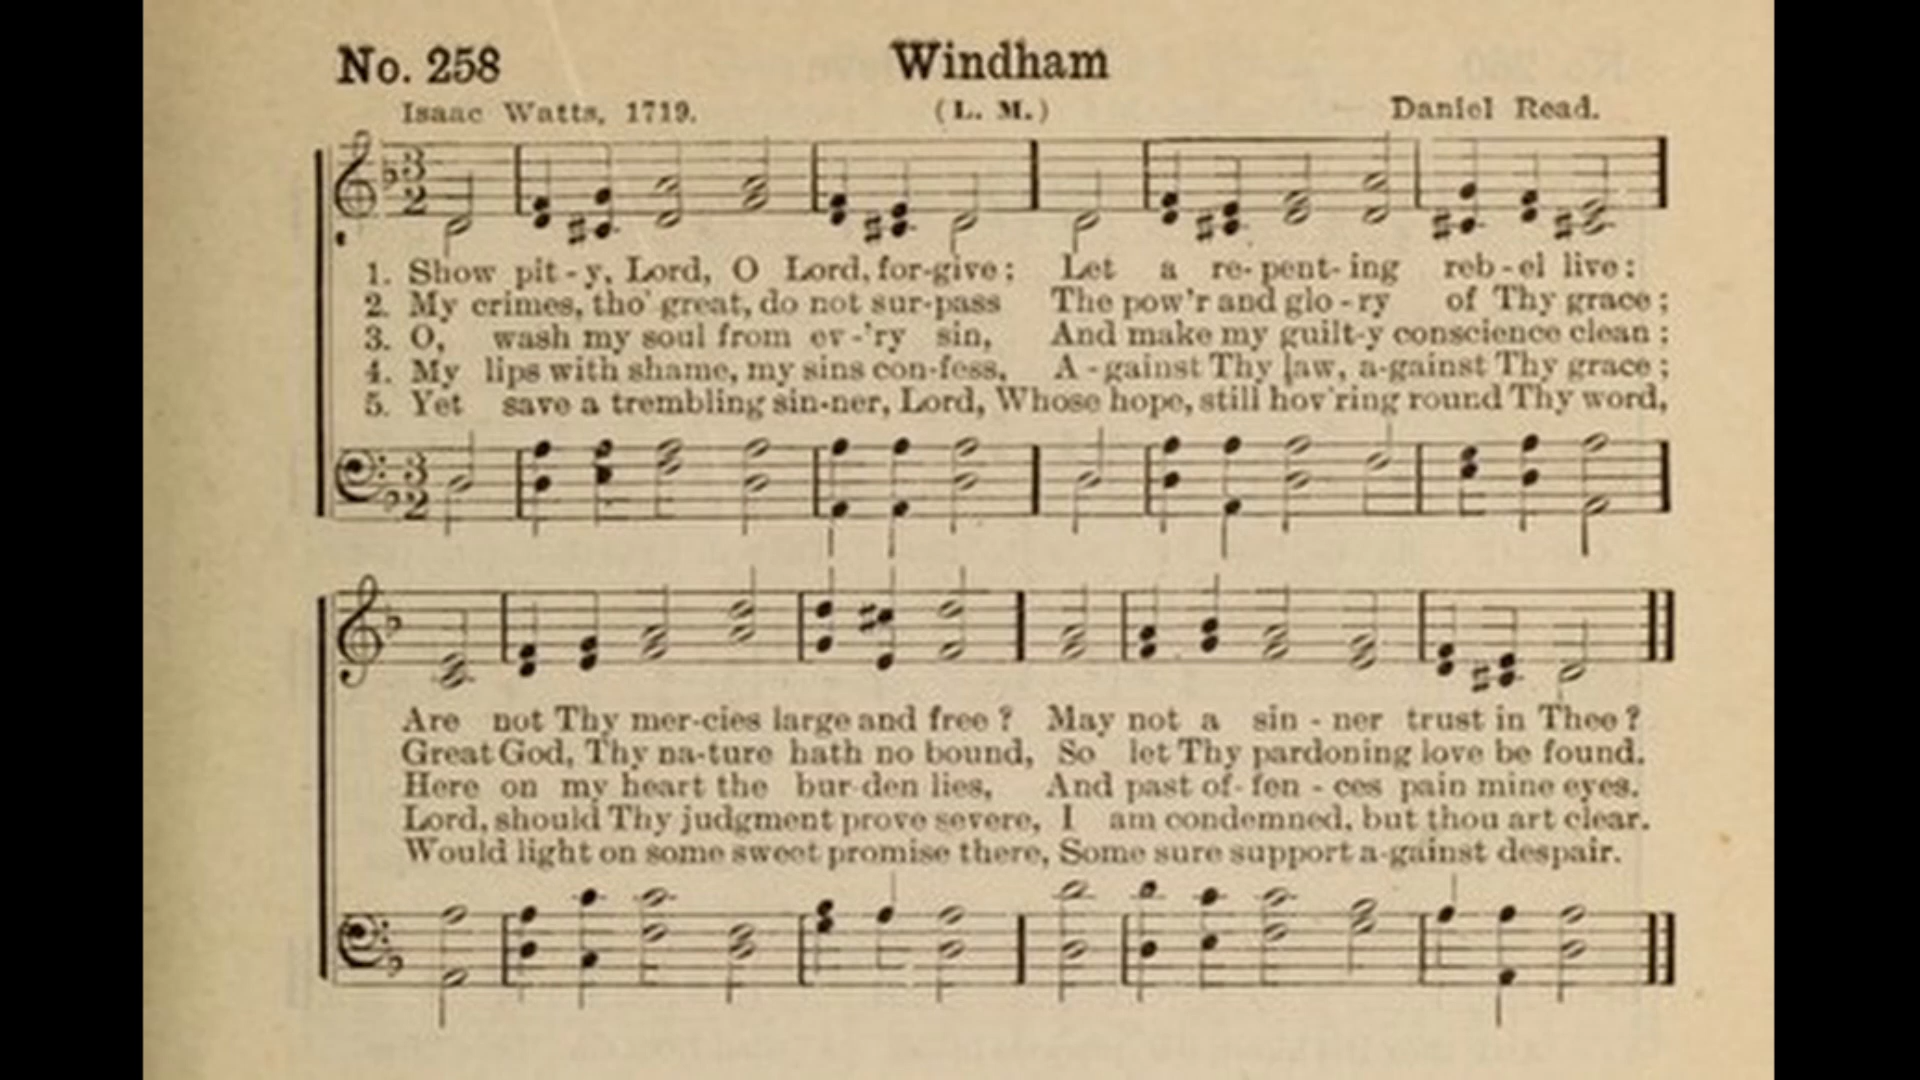 No. 258 Windham
Isaac Watts, 1719. (L. M.) Daniel Read.
3
2
1. Show pit-y, Lord, O Lord, for-give; Let a re-pent-ing reb-el live:
2. My crimes, tho' great, do not sur-pass The pow'r and glo-ry of Thy grace;
3. O, wash my soul from ev-'ry sin, And make my guilt-y conscience clean;
4. My lips with shame, my sins con-fess, A-gainst Thy law, a-gainst Thy grace;
5. Yet save a trembling sin-ner, Lord, Whose hope, still hov'ring round Thy word,
3
2
Are not Thy mer-cies large and free? May not a sin-ner trust in Thee?
Great God, Thy na-ture hath no bound, So let Thy pardoning love be found.
Here on my heart the bur-den lies, And past of-fen-ces pain mine eyes.
Lord, should Thy judgment prove severe, I am condemned, but thou art clear.
Would light on some sweet promise there, Some sure support a-gainst despair.